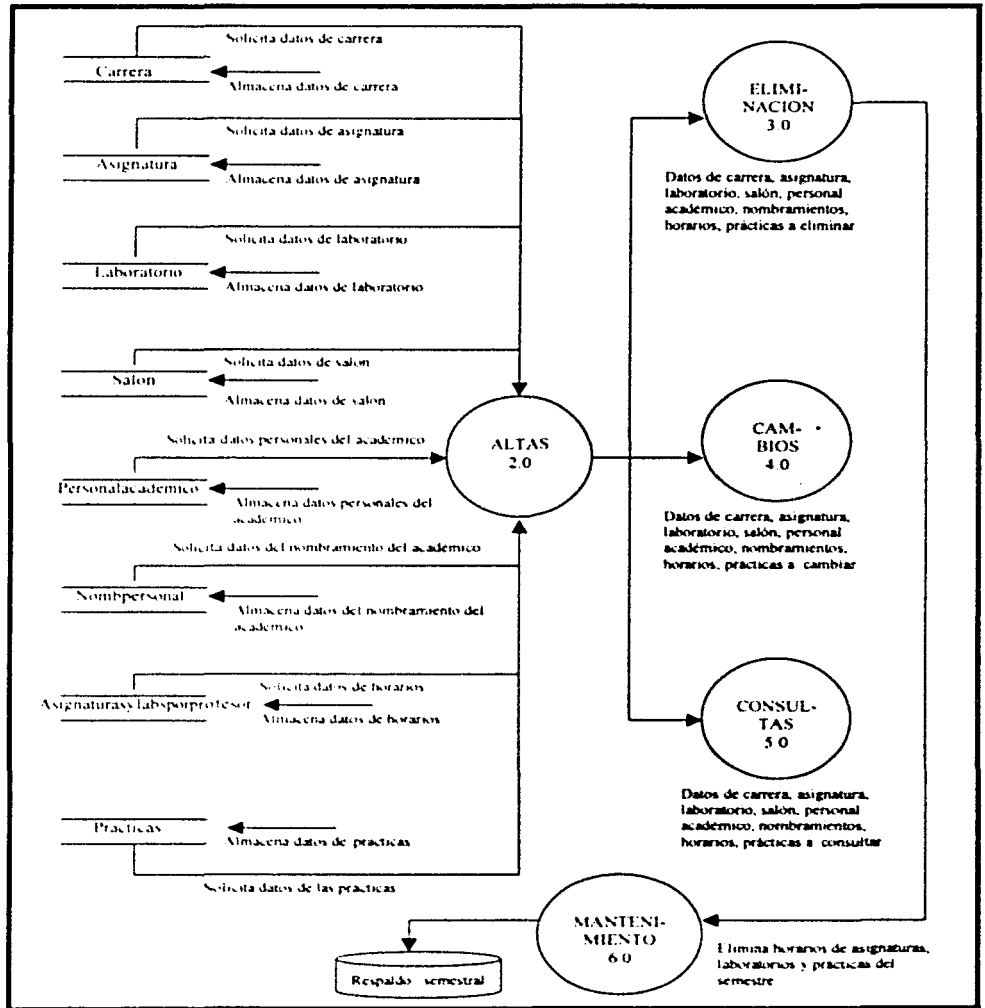 Solicita datos de carrera
Carrera
Almacena datos de carrera
Solicita datos de asignatura
Asignatura
Almacena datos de asignatura
Solicita datos de laboratorio
Laboratorio
Almacena datos de laboratorio
Solicita datos de salon
Salon
Almacena datos de salon
Solicita datos personales del académico
Personalacademico
Almacena datos personales del
académico
Solicita datos del nombramiento del académico
Nombpersonal
Almacena datos del nombramiento del
académico
Solicita datos de horarios
Asignaturasylabsporprofesor
Almacena datos de horarios
Practicas
Almacena datos de practicas
Solicita datos de las prácticas
ALTAS
2.0
ELIMI-
NACION
3.0
Datos de carrera, asignatura,
laboratorio, salón, personal
académico, nombramientos,
horarios, prácticas a eliminar
CAM-
BIOS
4.0
Datos de carrera, asignatura,
laboratorio, salón, personal
académico, nombramientos,
horarios, prácticas a cambiar
CONSUL-
TAS
5.0
Datos de carrera, asignatura,
laboratorio, salón, personal
académico, nombramientos,
horarios, prácticas a consultar
MANTENI-
MIENTO
6.0
Elimina horarios de asignaturas,
laboratorios y prácticas del
semestre
Respaldo semestral